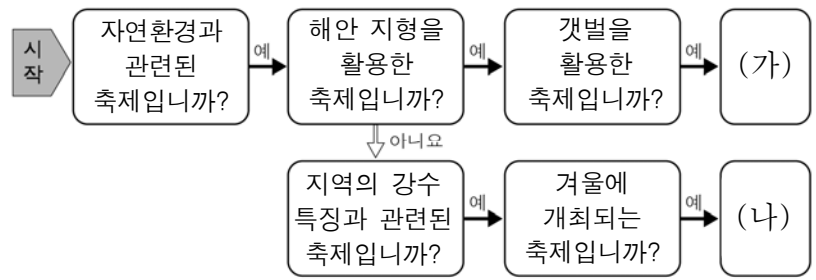 시
작
자연환경과
관련된
축제입니까?
예
해안 지형을
활용한
축제입니까?
예
갯벌을
활용한
축제입니까?
예
(가)
아니요
지역의 강수
특징과 관련된
축제입니까?
예
겨울에
개최되는
축제입니까?
예
(나)